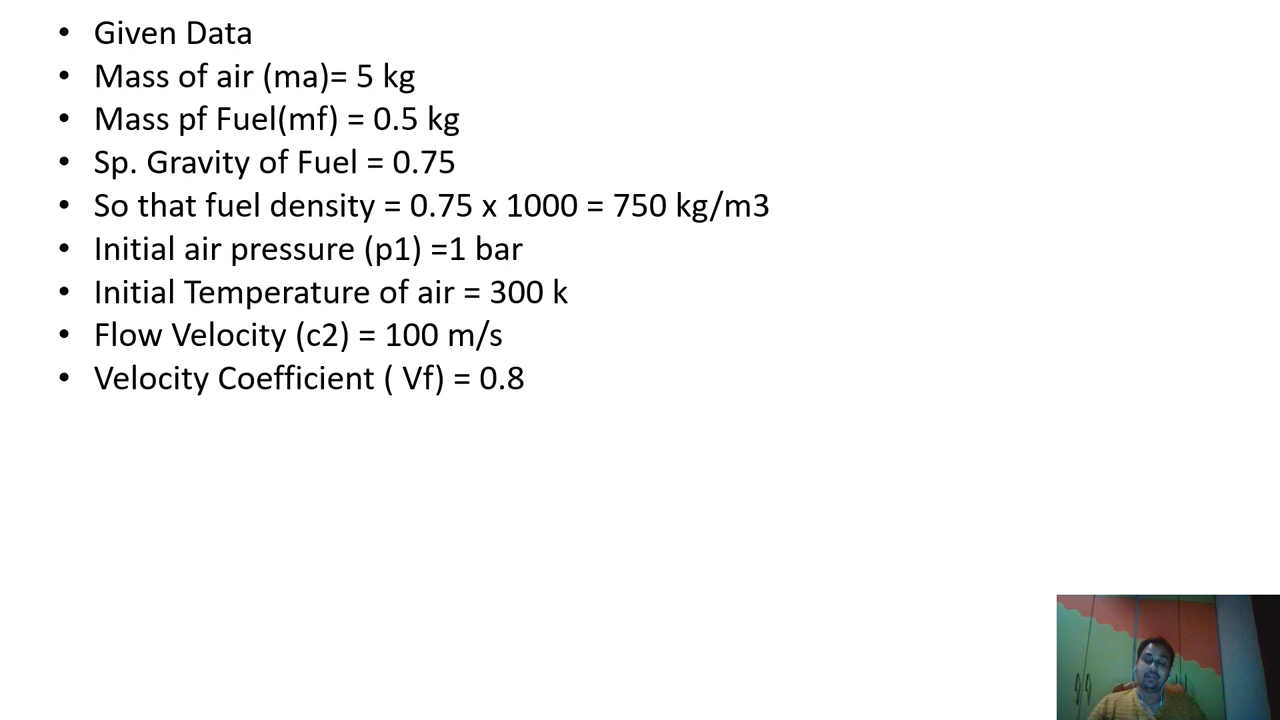 • Given Data
• Mass of air (ma)= 5 kg
• Mass pf Fuel(mf) = 0.5 kg
• Sp. Gravity of Fuel = 0.75
• So that fuel density = 0.75 x 1000 = 750 kg/m3
• Initial air pressure (p1) =1 bar
• Initial Temperature of air = 300 k
• Flow Velocity (c2) = 100 m/s
• Velocity Coefficient ( Vf) = 0.8